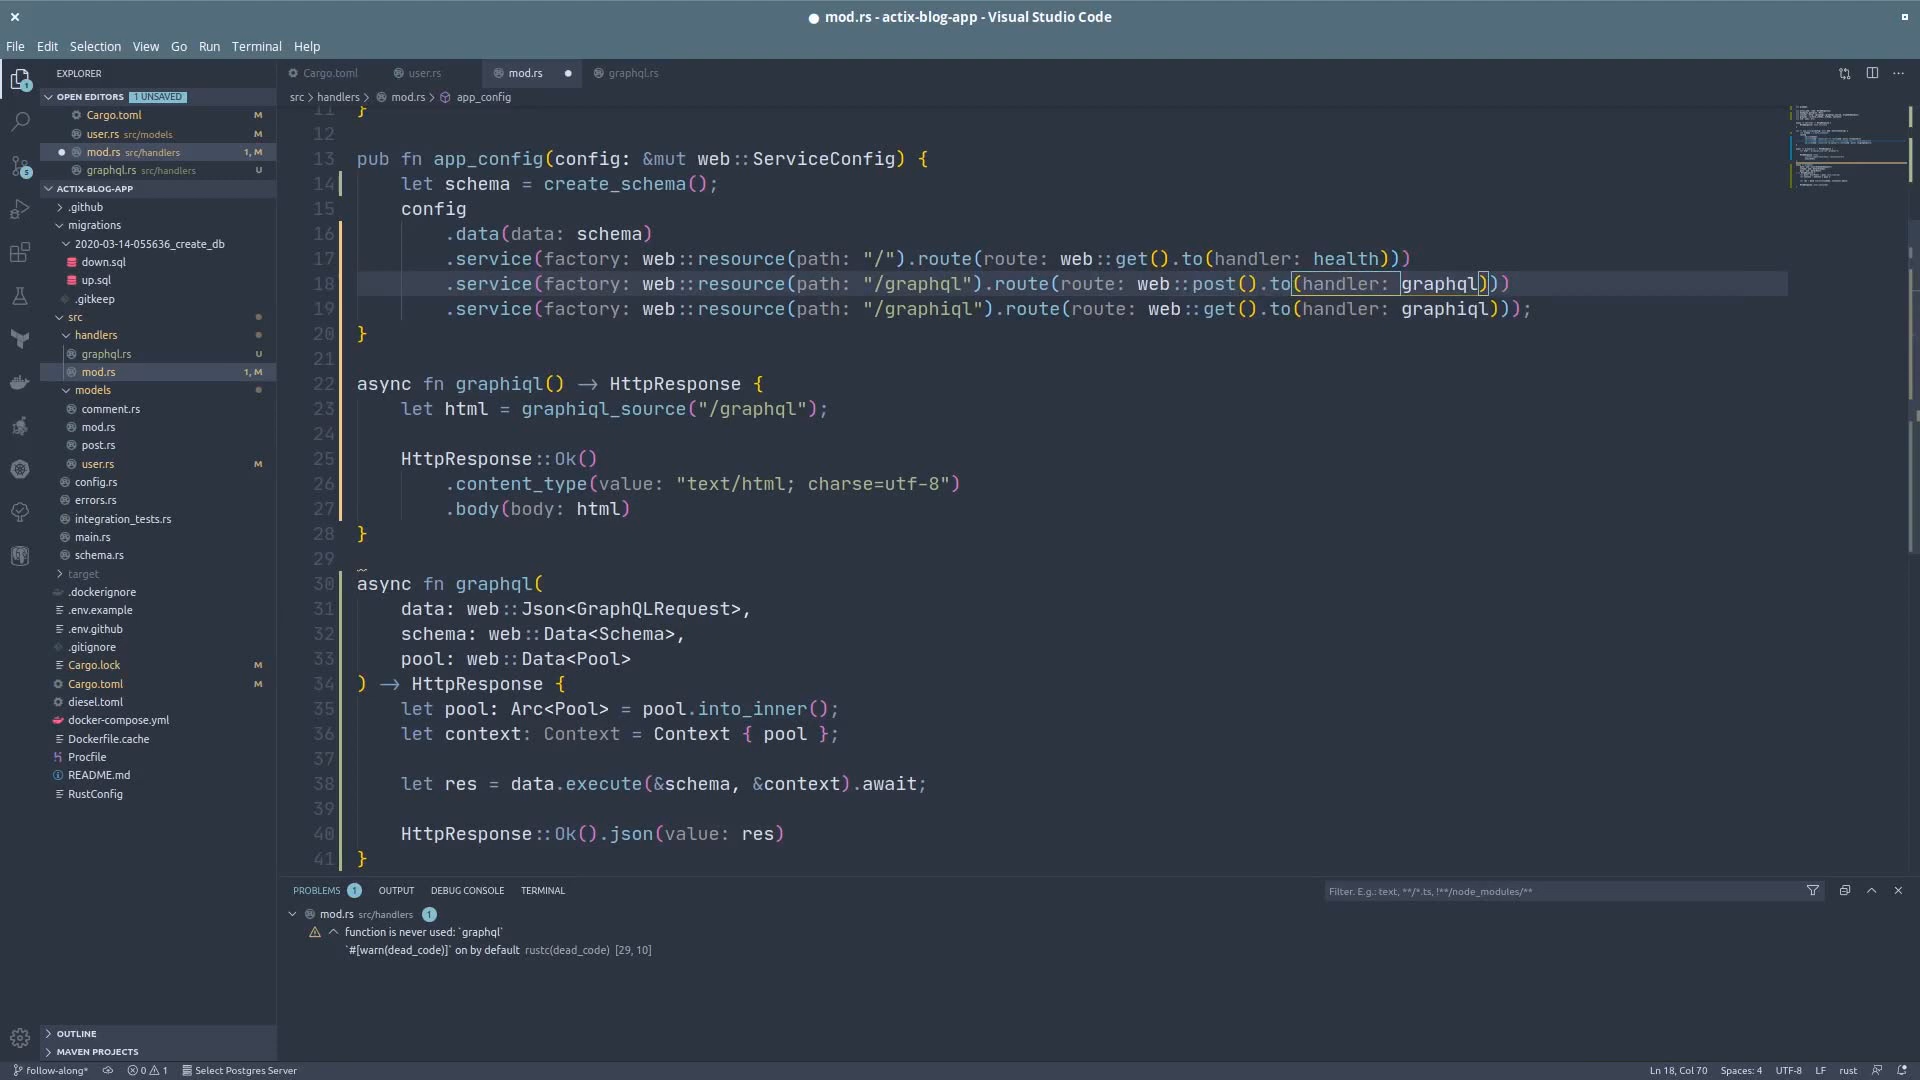 mod.rs - actix-blog-app - Visual Studio Code
File Edit Selection View Go Run Terminal Help
EXPLORER
OPEN EDITORS 1 UNSAVED
Cargo.toml M
user.rs src/models M
mod.rs src/handlers 1, M
graphql.rs src/handlers U
ACTIX-BLOG-APP
.github
migrations
2020-03-14-055636_create_db
down.sql
up.sql
.gitkeep
src
handlers
graphql.rs U
mod.rs 1, M
models
comment.rs
mod.rs
post.rs
user.rs M
config.rs
errors.rs
integration_tests.rs
main.rs
schema.rs
target
.dockerignore
.env.example
.env.github
.gitignore
Cargo.lock M
Cargo.toml M
diesel.toml
docker-compose.yml
Dockerfile.cache
Procfile
README.md
RustConfig
OUTLINE
MAVEN PROJECTS
Cargo.toml user.rs mod.rs graphql.rs
src > handlers > mod.rs > app_config
11 }
12
13 pub fn app_config(config: &mut web::ServiceConfig) {
14 let schema = create_schema();
15 config
16 .data(data: schema)
17 .service(factory: web::resource(path: "/").route(route: web::get().to(handler: health)))
18 .service(factory: web::resource(path: "/graphql").route(route: web::post().to(handler: graphql)))
19 .service(factory: web::resource(path: "/graphiql").route(route: web::get().to(handler: graphiql)));
20 }
21
22 async fn graphiql() -> HttpResponse {
23 let html = graphiql_source("/graphql");
24
25 HttpResponse::Ok()
26 .content_type(value: "text/html; charse=utf-8")
27 .body(body: html)
28 }
29
30 async fn graphql(
31 data: web::Json<GraphQLRequest>,
32 schema: web::Data<Schema>,
33 pool: web::Data<Pool>
34 ) -> HttpResponse {
35 let pool: Arc<Pool> = pool.into_inner();
36 let context: Context = Context { pool };
37
38 let res = data.execute(&schema, &context).await;
39
40 HttpResponse::Ok().json(value: res)
41 }
PROBLEMS 1 OUTPUT DEBUG CONSOLE TERMINAL
Filter. E.g.: text, **/*.ts, !**/node_modules/**
mod.rs src/handlers 1
function is never used: `graphql`
`#[warn(dead_code)]` on by default rustc(dead_code) [29, 10]
follow-along* 0 1 Select Postgres Server
Ln 18, Col 70 Spaces: 4 UTF-8 LF rust